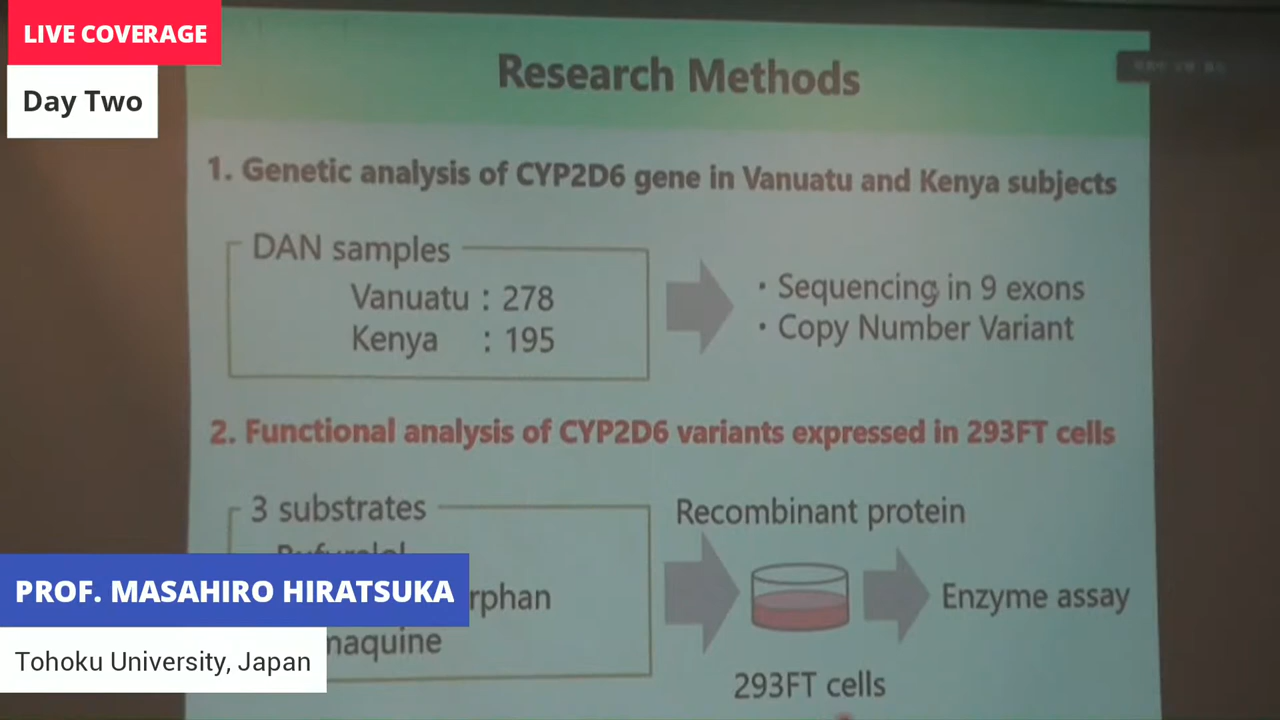 LIVE COVERAGE
Day Two
Research Methods
1. Genetic analysis of CYP2D6 gene in Vanuatu and Kenya subjects
DAN samples
Vanuatu : 278
Kenya : 195
・Sequencing in 9 exons
・Copy Number Variant
2. Functional analysis of CYP2D6 variants expressed in 293FT cells
3 substrates
Recombinant protein
rphan
Enzyme assay
maquine
293FT cells
PROF. MASAHIRO HIRATSUKA
Tohoku University, Japan